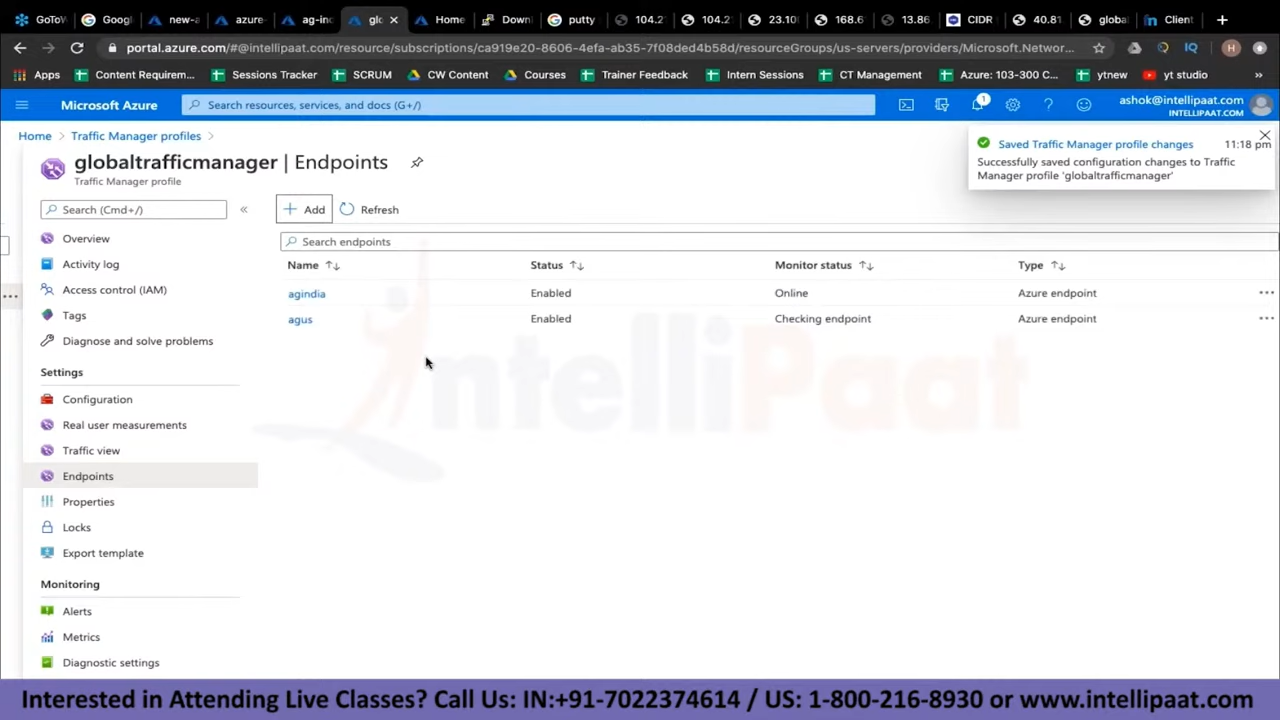 GoToW
Googl
new-a
azure-
ag-inc
glo
Home
Downl
putty
104.2
104.2
23.100
168.6
13.86
CIDR
40.81
global
Client
portal.azure.com/#@intellipaat.com/resource/subscriptions/ca919e20-8606-4efa-ab35-7f08ded4b58d/resourceGroups/us-servers/providers/Microsoft.Networ...
H
Apps
Content Requirem...
Sessions Tracker
SCRUM
CW Content
Courses
Trainer Feedback
Intern Sessions
CT Management
Azure: 103-300 C...
ytnew
yt studio
»
Microsoft Azure
Search resources, services, and docs (G+/)
1
ashok@intellipaat.com
INTELLIPAAT.COM
Home > Traffic Manager profiles >
Saved Traffic Manager profile changes 11:18 pm
Successfully saved configuration changes to Traffic
Manager profile 'globaltrafficmanager'
globaltrafficmanager | Endpoints
Traffic Manager profile
Search (Cmd+/)
«
Add
Refresh
Search endpoints
Name Status Monitor status Type
agindia Enabled Online Azure endpoint ...
agus Enabled Checking endpoint Azure endpoint ...
Overview
Activity log
Access control (IAM)
Tags
Diagnose and solve problems
Settings
Configuration
Real user measurements
Traffic view
Endpoints
Properties
Locks
Export template
Monitoring
Alerts
Metrics
Diagnostic settings
IntelliPaat
Interested in Attending Live Classes? Call Us: IN:+91-7022374614 / US: 1-800-216-8930 or www.intellipaat.com